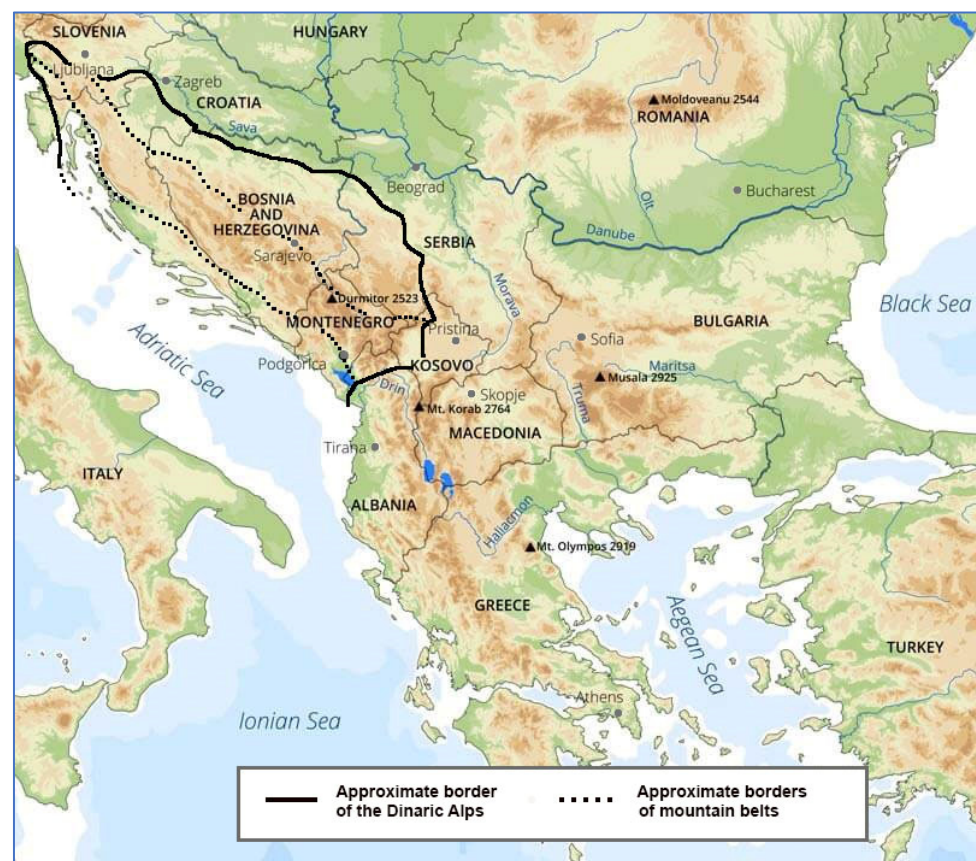 SLOVENIA
HUNGARY
Ljubljana
Zagreb
CROATIA
Sava
Moldoveanu 2544
ROMANIA
Beograd
Bucharest
Olt
BOSNIA
AND
HERZEGOVINA
Sarajevo
Danube
SERBIA
Morava
Durmitor 2523
MONTENEGRO
Pristina
Sofia
BULGARIA
Black Sea
Adriatic Sea
Podgorica
KOSOVO
Maritsa
Drin
Musala 2925
Skopje
Truma
Mt. Korab 2764
MACEDONIA
Tirana
ITALY
ALBANIA
Haliacmon
Mt. Olympos 2919
GREECE
Aegean Sea
TURKEY
Athens
Ionian Sea
Approximate border
of the Dinaric Alps
Approximate borders
of mountain belts